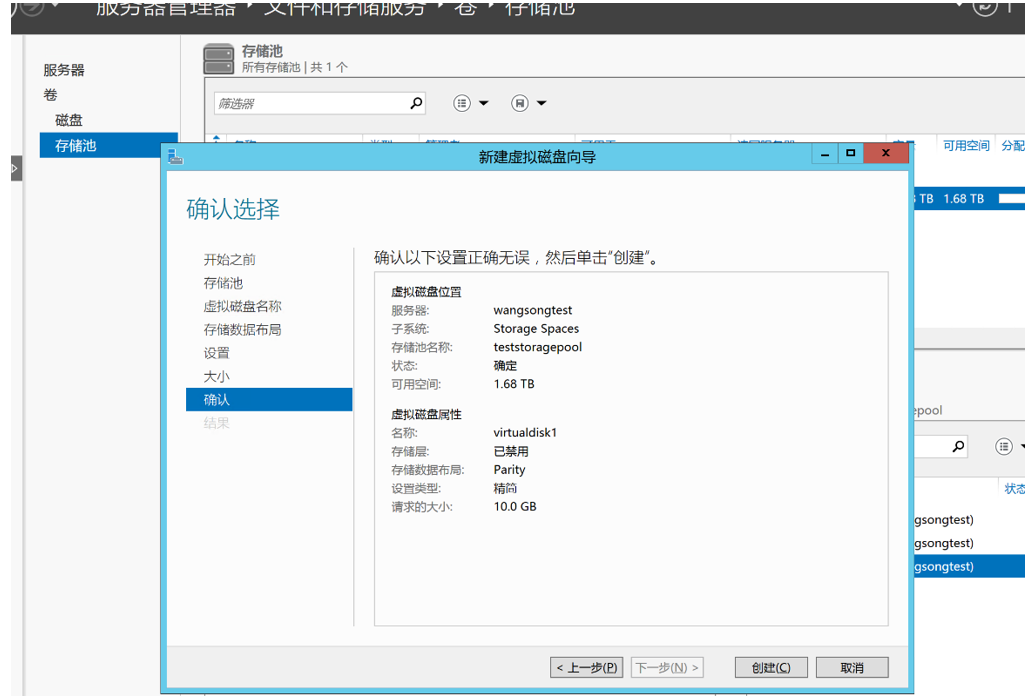 服务器管理器 ‣ 文件和存储服务 ‣ 卷 ‣ 存储池
服务器
卷
磁盘
存储池
存储池
所有存储池 | 共 1 个
筛选器
可用空间 分配
TB 1.68 TB
新建虚拟磁盘向导
确认选择
开始之前
存储池
虚拟磁盘名称
存储数据布局
设置
大小
确认
结果
确认以下设置正确无误，然后单击"创建"。
虚拟磁盘位置
服务器: wangsongtest
子系统: Storage Spaces
存储池名称: teststoragepool
状态: 确定
可用空间: 1.68 TB
虚拟磁盘属性
名称: virtualdisk1
存储层: 已禁用
存储数据布局: Parity
设置类型: 精简
请求的大小: 10.0 GB
< 上一步(P) 下一步(N) > 创建(C) 取消
pool
状态
gsongtest)
gsongtest)
gsongtest)